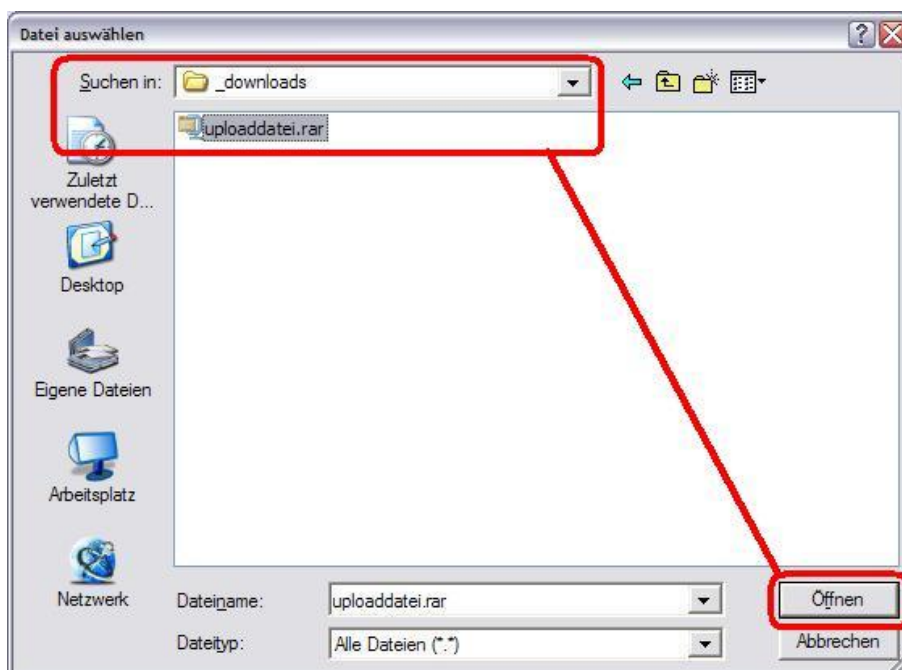 Datei auswählen
Suchen in: _downloads
uploaddatei.rar
Zuletzt
verwendete D...
Desktop
Eigene Dateien
Arbeitsplatz
Netzwerk
Dateiname: uploaddatei.rar Öffnen
Dateityp: Alle Dateien (*.*) Abbrechen